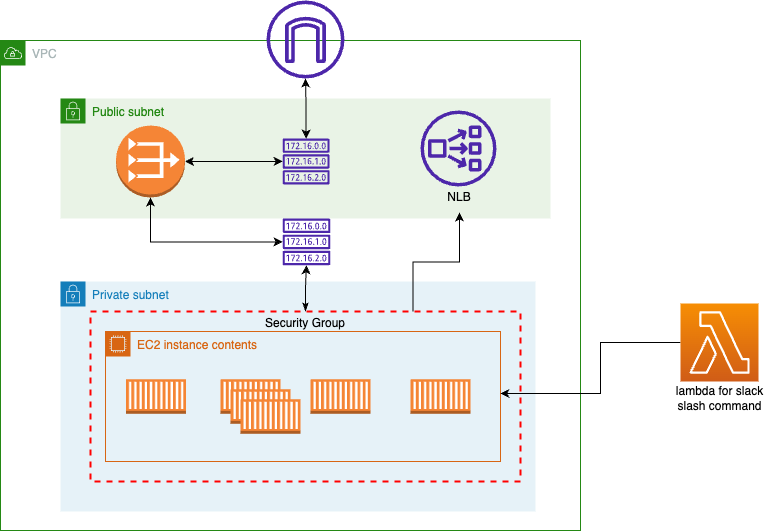 VPC
Public subnet
172.16.0.0
172.16.1.0
172.16.2.0
NLB
172.16.0.0
172.16.1.0
172.16.2.0
Private subnet
Security Group
EC2 instance contents
lambda for slack
slash command